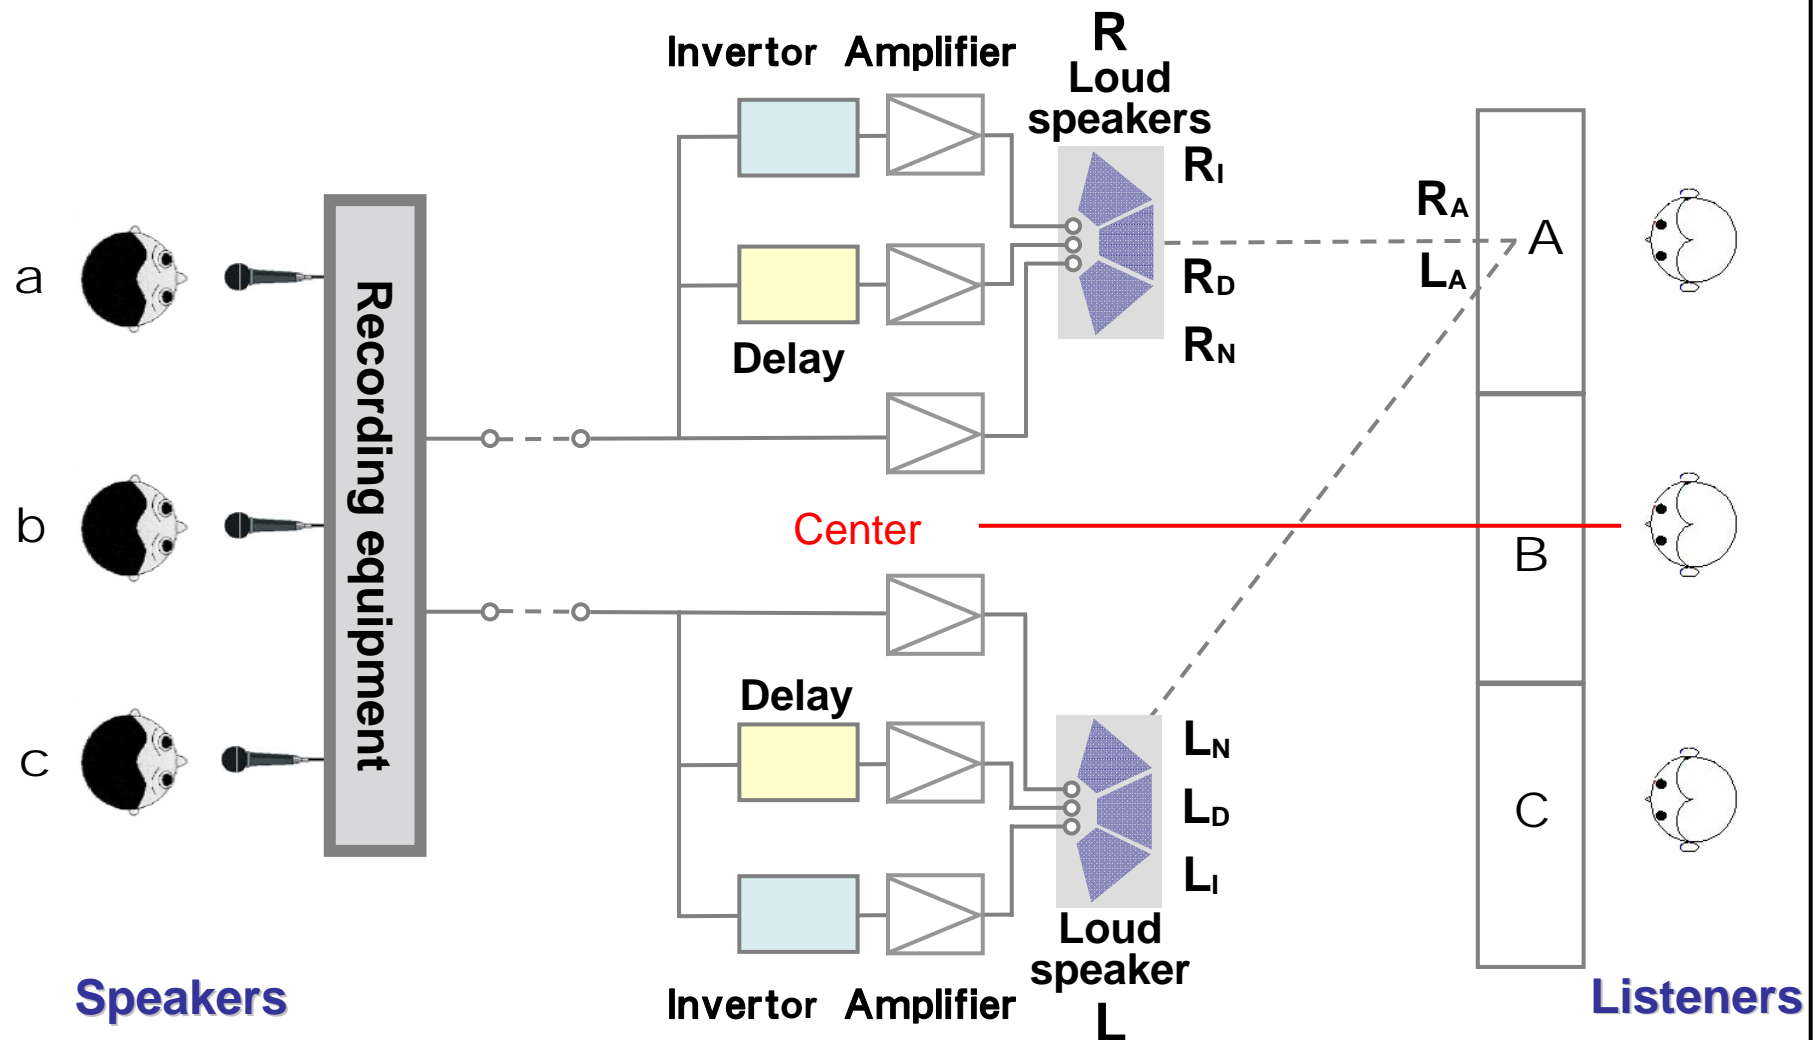 R
Invertor Amplifier
Loud
speakers
RI
RA
A
a
LA
RD
Recording equipment
RN
Delay
b
Center
B
Delay
LN
c
LD
C
LI
Loud
speaker
Speakers
Invertor Amplifier
L
Listeners